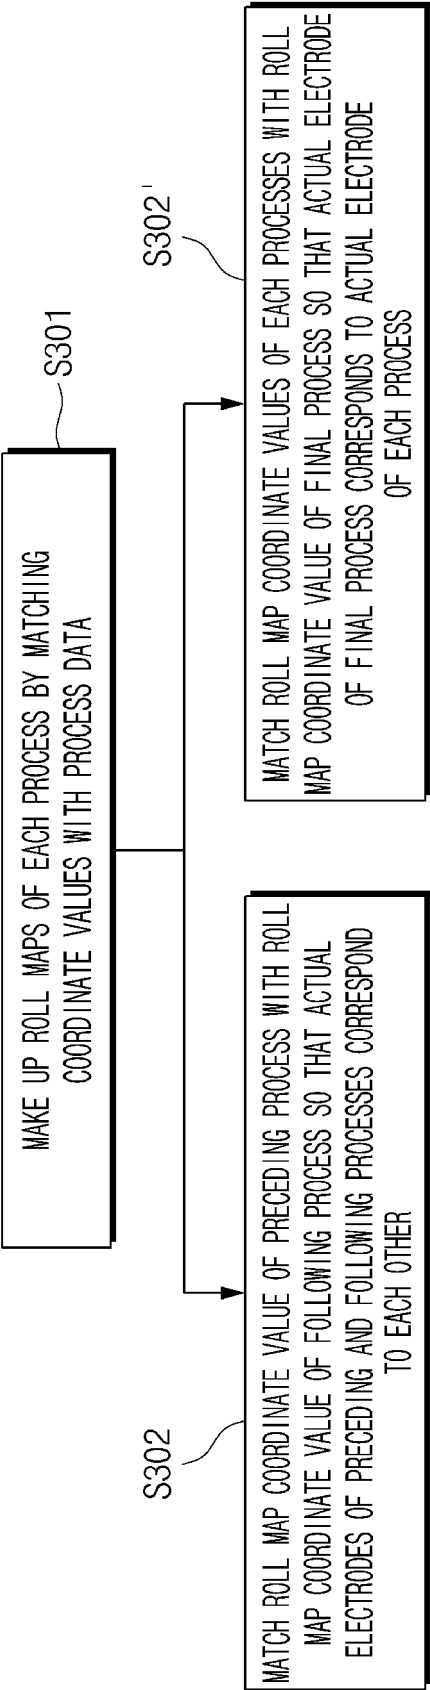 S301
MAKE UP ROLL MAPS OF EACH PROCESS BY MATCHING
COORDINATE VALUES WITH PROCESS DATA
S302
MATCH ROLL MAP COORDINATE VALUE OF PRECEDING PROCESS WITH ROLL
MAP COORDINATE VALUE OF FOLLOWING PROCESS SO THAT ACTUAL
ELECTRODES OF PRECEDING AND FOLLOWING PROCESSES CORRESPOND
TO EACH OTHER
S302'
MATCH ROLL MAP COORDINATE VALUES OF EACH PROCESSES WITH ROLL
MAP COORDINATE VALUE OF FINAL PROCESS SO THAT ACTUAL ELECTRODE
OF FINAL PROCESS CORRESPONDS TO ACTUAL ELECTRODE
OF EACH PROCESS